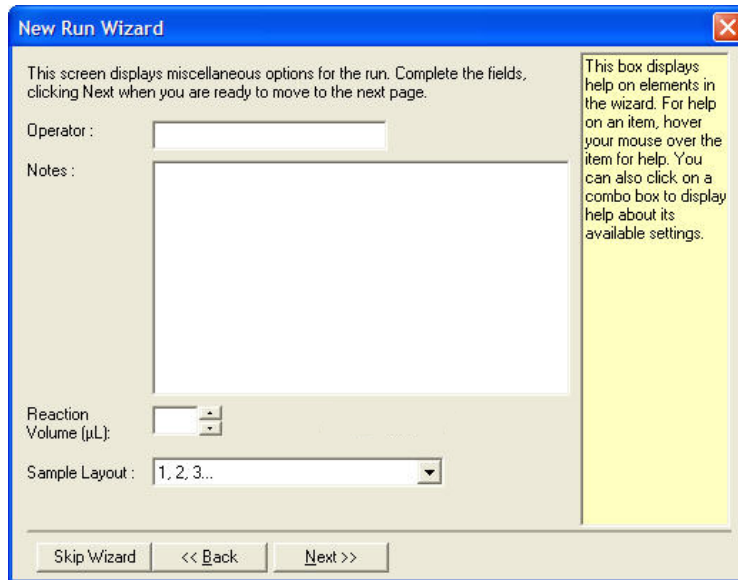 New Run Wizard
This screen displays miscellaneous options for the run. Complete the fields,
clicking Next when you are ready to move to the next page.
Operator :
Notes :
Reaction
Volume (µL):
Sample Layout :
1, 2, 3...
This box displays
help on elements in
the wizard. For help
on an item, hover
your mouse over the
item for help. You
can also click on a
combo box to display
help about its
available settings.
Skip Wizard
<< Back
Next >>